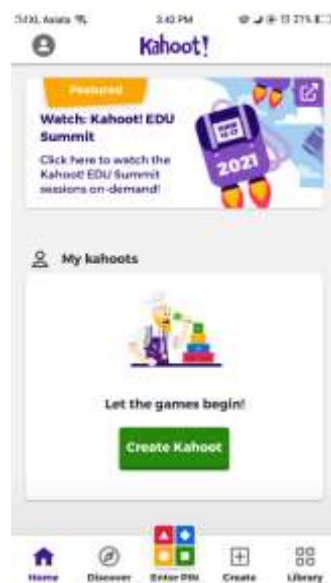 3:42 PM
Kahoot!
Featured
Watch: Kahoot! EDU
Summit
Click here to watch the
Kahoot! EDU Summit
sessions on-demand!
2021
My kahoots
Let the games begin!
Create Kahoot
Home Discover Enter PIN Create Library